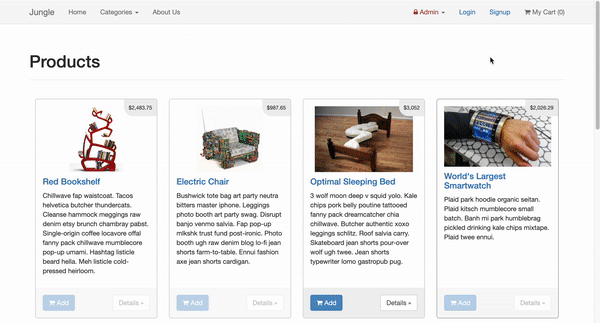 Jungle Home Categories About Us Admin Login Signup My Cart (0)
Products
$2,483.75 $987.65 $3,052 $2,026.29
Red Bookshelf
Chillwave fap waistcoat. Tacos
helvetica butcher thundercats.
Cleanse hammock meggings raw
denim etsy brunch chambray pabst.
Single-origin coffee locavore offal
fanny pack chillwave mumblecore
pop-up umami. Hashtag listicle
beard hella. Meh listicle cold-
pressed heirloom.
Add Details »
Electric Chair
Bushwick tote bag art party neutra
bitters master iphone. Leggings
photo booth art party swag. Disrupt
banjo venmo salvia. Fap pop-up
mlkshk trust fund post-ironic. Photo
booth ugh raw denim blog lo-fi jean
shorts farm-to-table. Ennui fashion
axe jean shorts cardigan.
Add Details »
Optimal Sleeping Bed
3 wolf moon deep v squid yolo. Kale
chips pork belly poutine tattooed
fanny pack dreamcatcher chia
chillwave. Butcher authentic xoxo
leggings schlitz. Roof salvia carry.
Skateboard jean shorts pour-over
wolf ugh twee. Jean shorts
typewriter lomo gastropub pug.
Add Details »
World's Largest
Smartwatch
Plaid park hoodie organic seitan.
Plaid kitsch mumblecore small
batch. Banh mi park humblebrag
pickled drinking kale chips mixtape.
Plaid twee ennui.
Add Details »